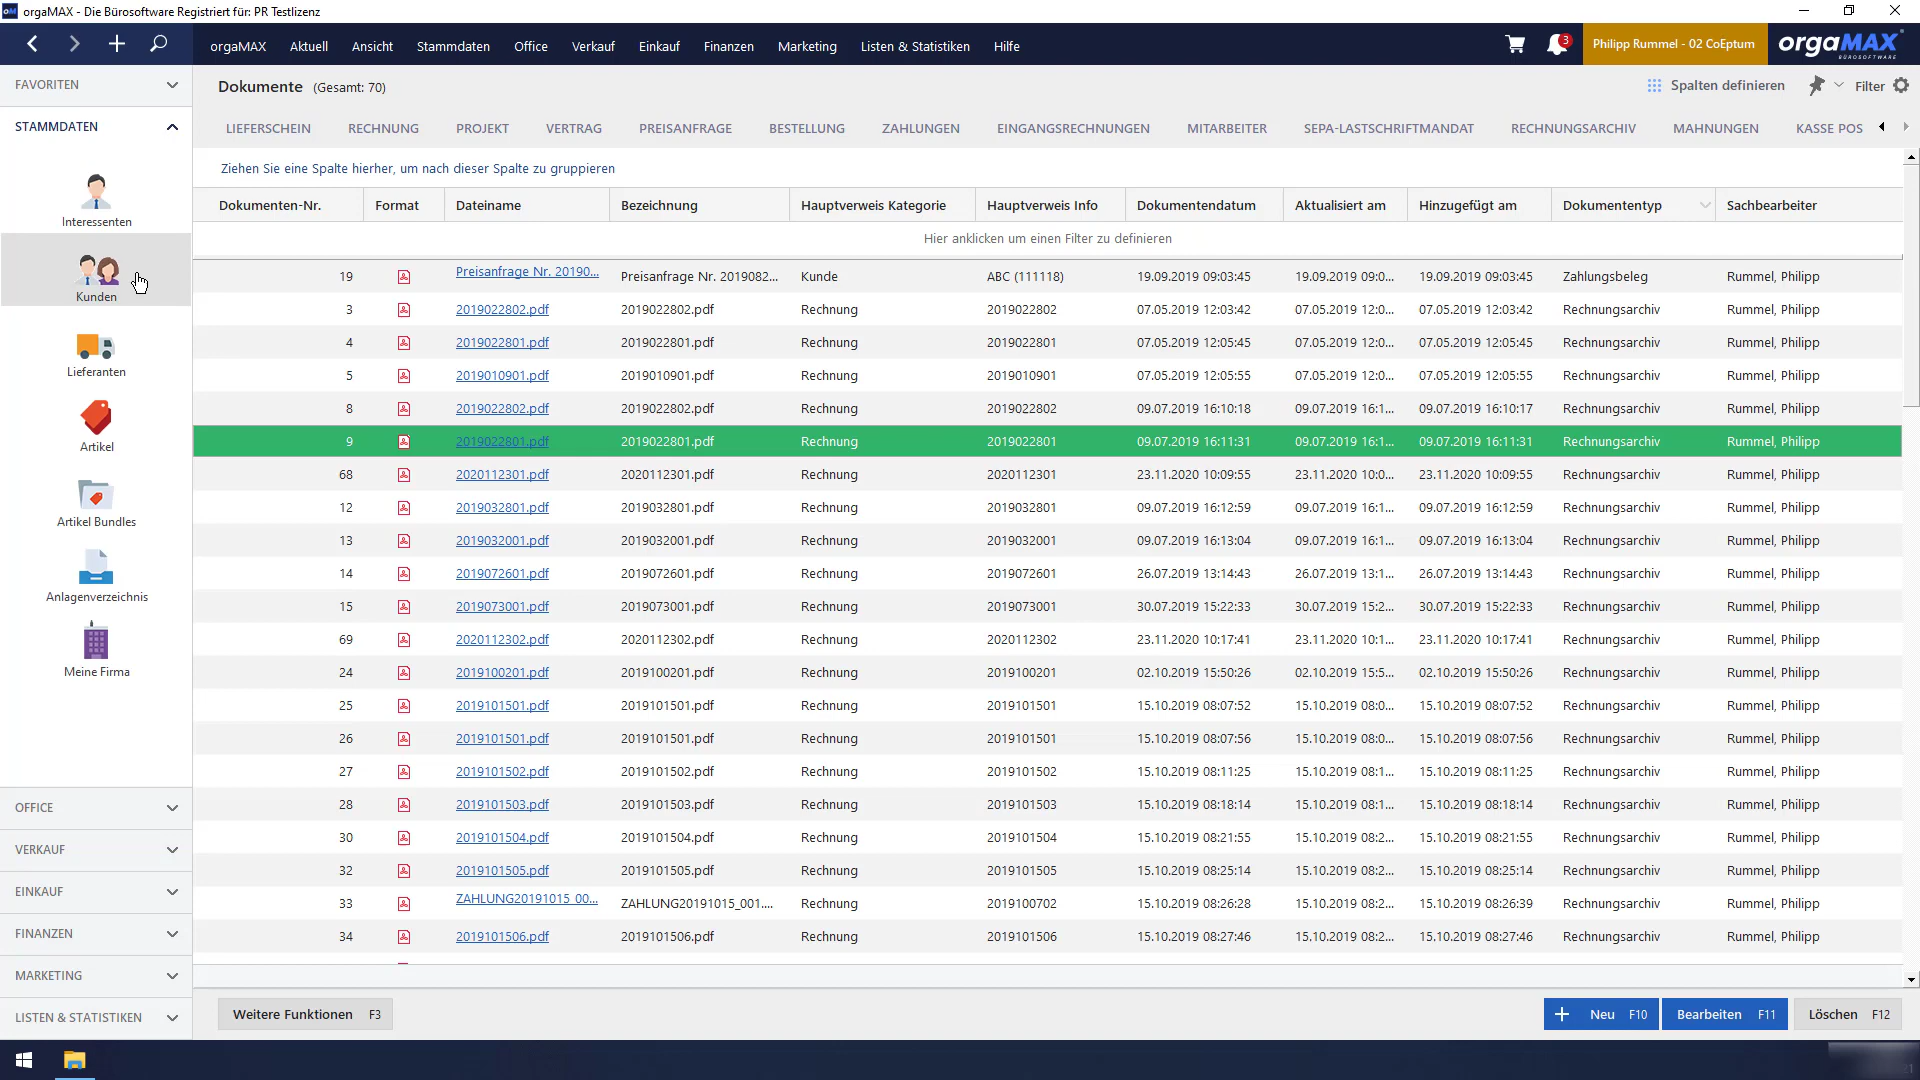 orgaMAX - Die Bürosoftware Registriert für: PR Testlizenz
orgaMAX Aktuell Ansicht Stammdaten Office Verkauf Einkauf Finanzen Marketing Listen & Statistiken Hilfe
3
Philipp Rummel - 02 CoEptum
orgaMAX
BÜROSOFTWARE
FAVORITEN
STAMMDATEN
Interessenten
Kunden
Lieferanten
Artikel
Artikel Bundles
Anlagenverzeichnis
Meine Firma
OFFICE
VERKAUF
EINKAUF
FINANZEN
MARKETING
LISTEN & STATISTIKEN
Dokumente (Gesamt: 70)
Spalten definieren
Filter
LIEFERSCHEIN RECHNUNG PROJEKT VERTRAG PREISANFRAGE BESTELLUNG ZAHLUNGEN EINGANGSRECHNUNGEN MITARBEITER SEPA-LASTSCHRIFTMANDAT RECHNUNGSARCHIV MAHNUNGEN KASSE POS
Ziehen Sie eine Spalte hierher, um nach dieser Spalte zu gruppieren
Dokumenten-Nr. Format Dateiname Bezeichnung Hauptverweis Kategorie Hauptverweis Info Dokumentendatum Aktualisiert am Hinzugefügt am Dokumententyp Sachbearbeiter
Hier anklicken um einen Filter zu definieren
19 Preisanfrage Nr. 20190... Preisanfrage Nr. 2019082... Kunde ABC (111118) 19.09.2019 09:03:45 19.09.2019 09:0... 19.09.2019 09:03:45 Zahlungsbeleg Rummel, Philipp
3 2019022802.pdf 2019022802.pdf Rechnung 2019022802 07.05.2019 12:03:42 07.05.2019 12:0... 07.05.2019 12:03:42 Rechnungsarchiv Rummel, Philipp
4 2019022801.pdf 2019022801.pdf Rechnung 2019022801 07.05.2019 12:05:45 07.05.2019 12:0... 07.05.2019 12:05:45 Rechnungsarchiv Rummel, Philipp
5 2019010901.pdf 2019010901.pdf Rechnung 2019010901 07.05.2019 12:05:55 07.05.2019 12:0... 07.05.2019 12:05:55 Rechnungsarchiv Rummel, Philipp
8 2019022802.pdf 2019022802.pdf Rechnung 2019022802 09.07.2019 16:10:18 09.07.2019 16:1... 09.07.2019 16:10:17 Rechnungsarchiv Rummel, Philipp
9 2019022801.pdf 2019022801.pdf Rechnung 2019022801 09.07.2019 16:11:31 09.07.2019 16:1... 09.07.2019 16:11:31 Rechnungsarchiv Rummel, Philipp
68 2020112301.pdf 2020112301.pdf Rechnung 2020112301 23.11.2020 10:09:55 23.11.2020 10:0... 23.11.2020 10:09:55 Rechnungsarchiv Rummel, Philipp
12 2019032801.pdf 2019032801.pdf Rechnung 2019032801 09.07.2019 16:12:59 09.07.2019 16:1... 09.07.2019 16:12:59 Rechnungsarchiv Rummel, Philipp
13 2019032001.pdf 2019032001.pdf Rechnung 2019032001 09.07.2019 16:13:04 09.07.2019 16:1... 09.07.2019 16:13:04 Rechnungsarchiv Rummel, Philipp
14 2019072601.pdf 2019072601.pdf Rechnung 2019072601 26.07.2019 13:14:43 26.07.2019 13:1... 26.07.2019 13:14:43 Rechnungsarchiv Rummel, Philipp
15 2019073001.pdf 2019073001.pdf Rechnung 2019073001 30.07.2019 15:22:33 30.07.2019 15:2... 30.07.2019 15:22:33 Rechnungsarchiv Rummel, Philipp
69 2020112302.pdf 2020112302.pdf Rechnung 2020112302 23.11.2020 10:17:41 23.11.2020 10:1... 23.11.2020 10:17:41 Rechnungsarchiv Rummel, Philipp
24 2019100201.pdf 2019100201.pdf Rechnung 2019100201 02.10.2019 15:50:26 02.10.2019 15:5... 02.10.2019 15:50:26 Rechnungsarchiv Rummel, Philipp
25 2019101501.pdf 2019101501.pdf Rechnung 2019101501 15.10.2019 08:07:52 15.10.2019 08:0... 15.10.2019 08:07:52 Rechnungsarchiv Rummel, Philipp
26 2019101501.pdf 2019101501.pdf Rechnung 2019101501 15.10.2019 08:07:56 15.10.2019 08:0... 15.10.2019 08:07:56 Rechnungsarchiv Rummel, Philipp
27 2019101502.pdf 2019101502.pdf Rechnung 2019101502 15.10.2019 08:11:25 15.10.2019 08:1... 15.10.2019 08:11:25 Rechnungsarchiv Rummel, Philipp
28 2019101503.pdf 2019101503.pdf Rechnung 2019101503 15.10.2019 08:18:14 15.10.2019 08:1... 15.10.2019 08:18:14 Rechnungsarchiv Rummel, Philipp
30 2019101504.pdf 2019101504.pdf Rechnung 2019101504 15.10.2019 08:21:55 15.10.2019 08:2... 15.10.2019 08:21:55 Rechnungsarchiv Rummel, Philipp
32 2019101505.pdf 2019101505.pdf Rechnung 2019101505 15.10.2019 08:25:14 15.10.2019 08:2... 15.10.2019 08:25:14 Rechnungsarchiv Rummel, Philipp
33 ZAHLUNG20191015_00... ZAHLUNG20191015_001.... Rechnung 2019100702 15.10.2019 08:26:28 15.10.2019 08:2... 15.10.2019 08:26:39 Rechnungsarchiv Rummel, Philipp
34 2019101506.pdf 2019101506.pdf Rechnung 2019101506 15.10.2019 08:27:46 15.10.2019 08:2... 15.10.2019 08:27:46 Rechnungsarchiv Rummel, Philipp
Weitere Funktionen F3
Neu F10
Bearbeiten F11
Löschen F12